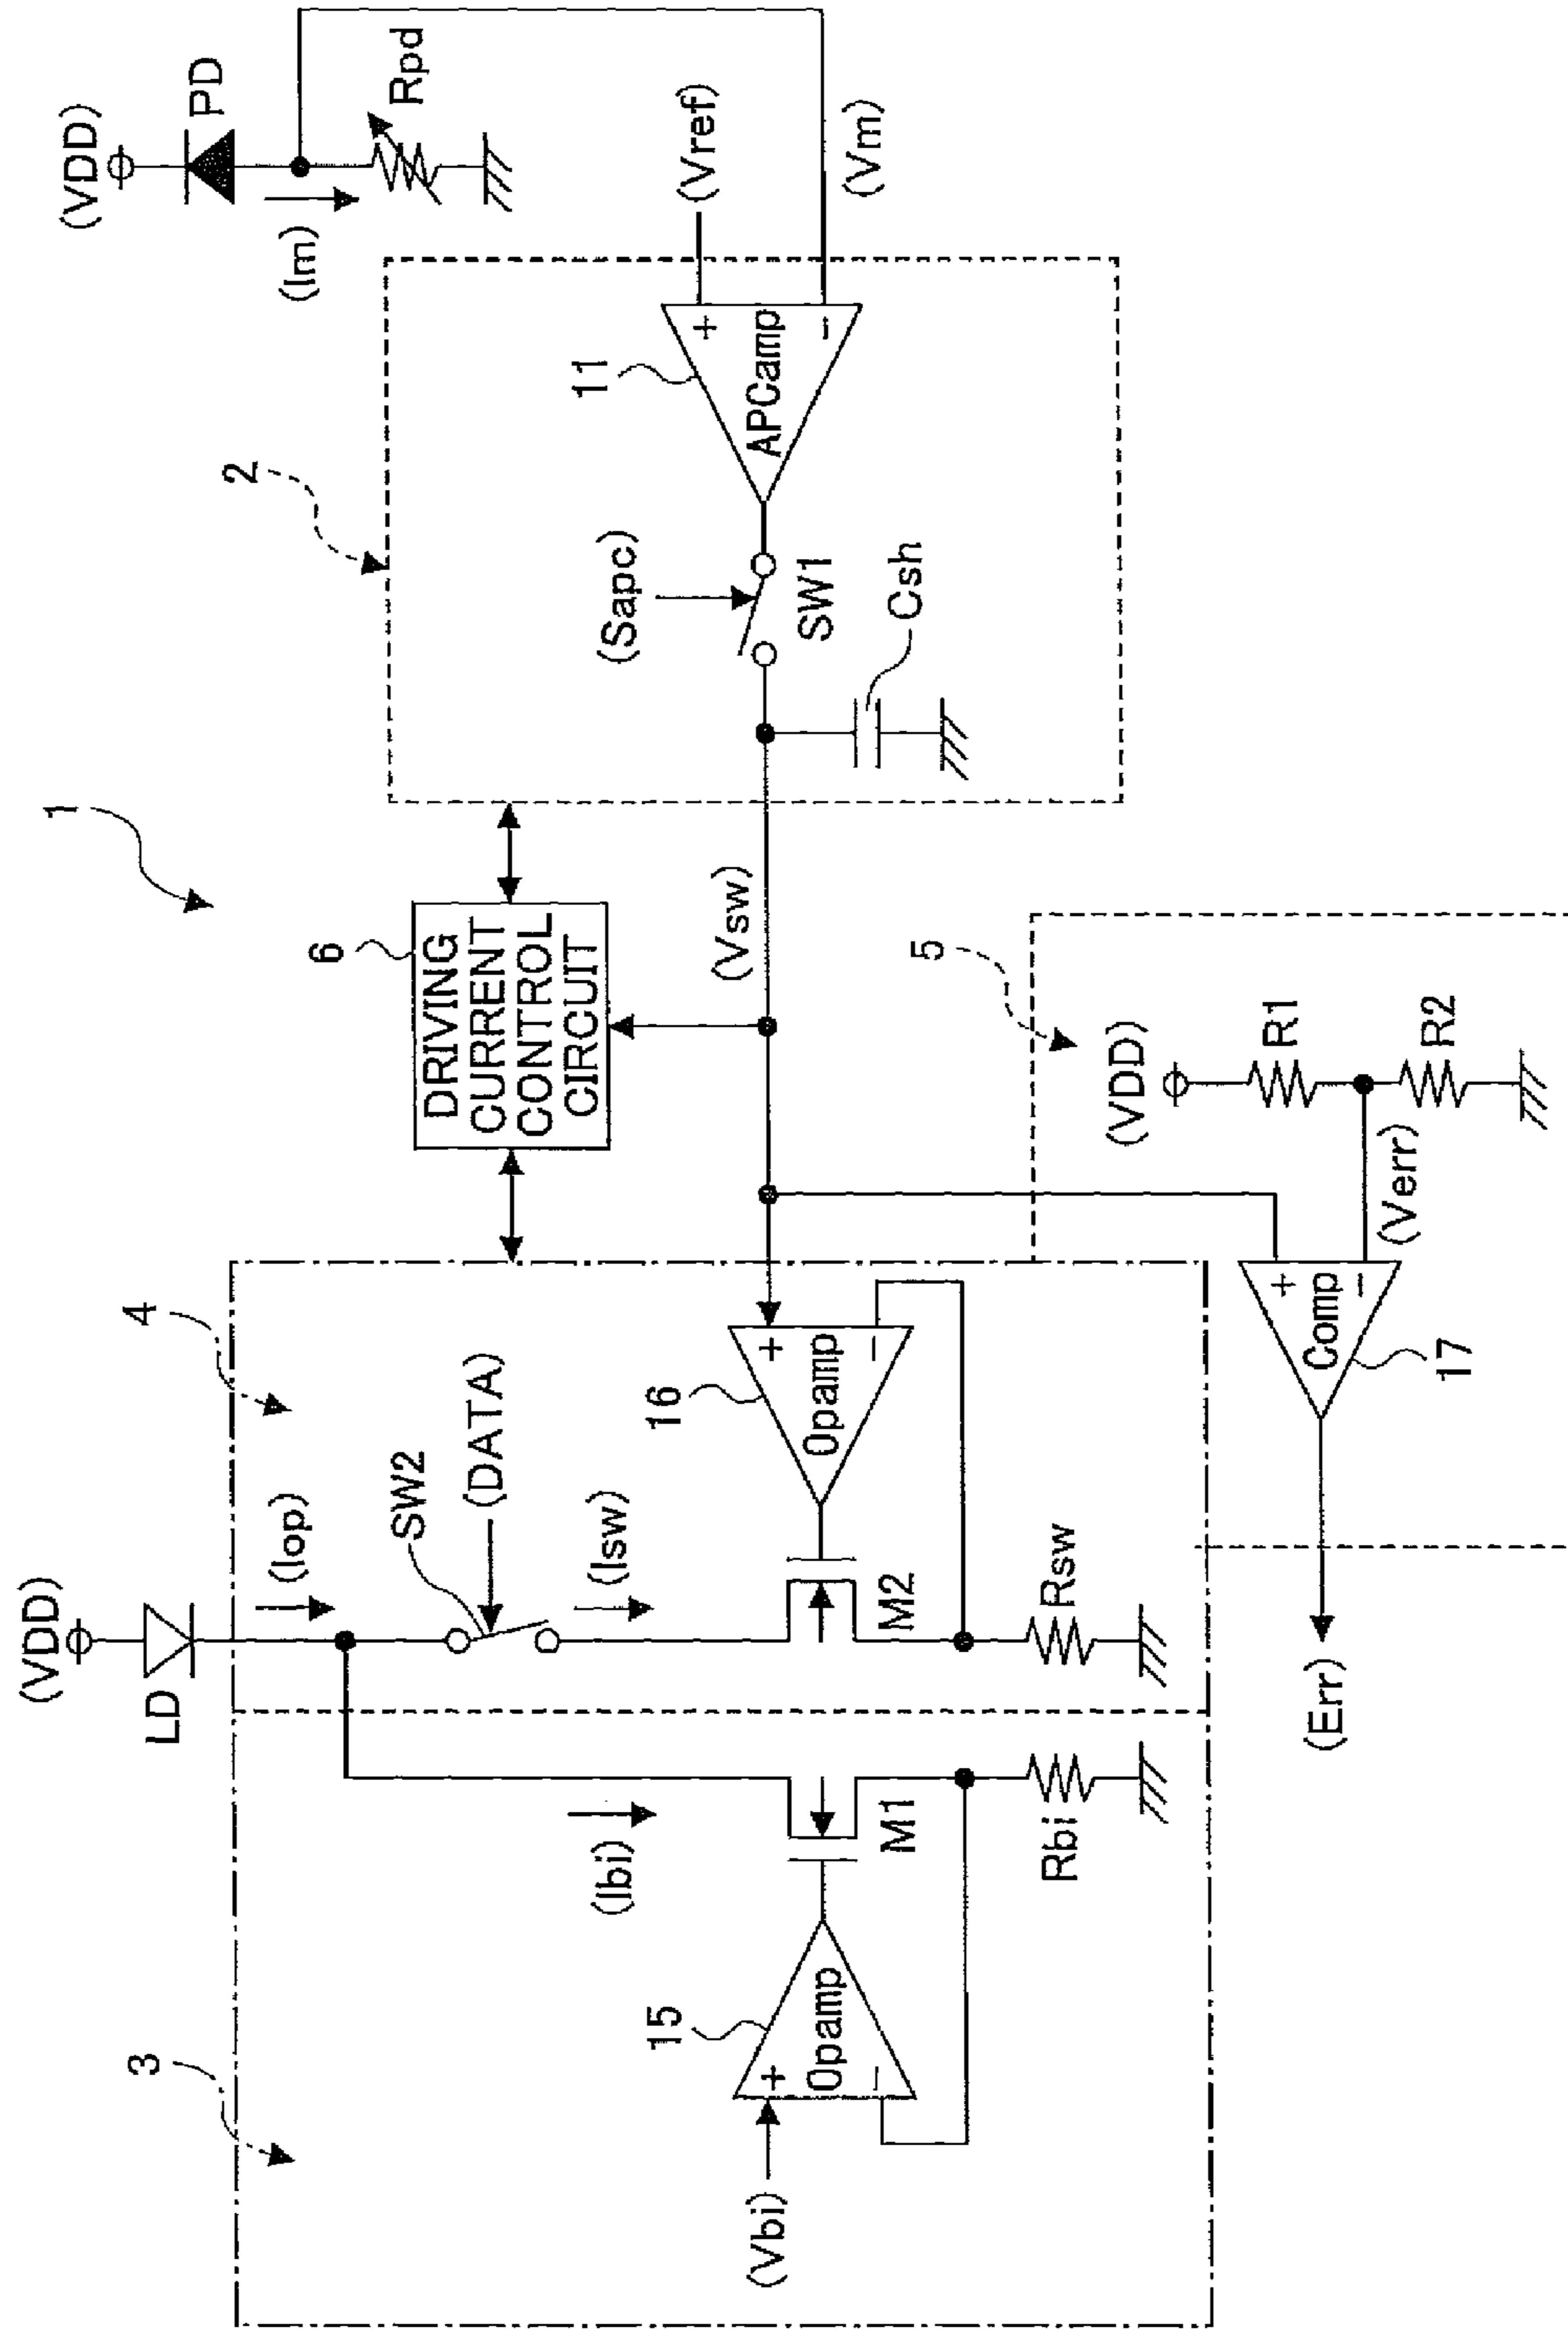 1
(VDD)
LD
(Iop)
SW2
(DATA)
(Isw)
(Ibi)
3
4
15
+
Opamp
−
(Vbi)
M1
Rbi
16
+
Opamp
−
M2
Rsw
6
DRIVING
CURRENT
CONTROL
CIRCUIT
(Vsw)
2
(Sapc)
SW1
Csh
11
+
APCamp
−
(Vref)
(Vm)
(VDD)
PD
(Im)
Rpd
5
(VDD)
R1
R2
(Verr)
+
Comp
−
17
(Err)